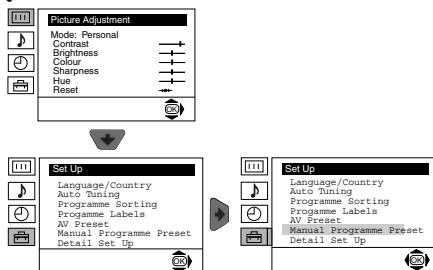 Picture Adjustment
Mode: Personal
Contrast
Brightness
Colour
Sharpness
Hue
Reset
OK
Set Up
Language/Country
Auto Tuning
Programme Sorting
Progamme Labels
AV Preset
Manual Programme Preset
Detail Set Up
OK
Set Up
Language/Country
Auto Tuning
Programme Sorting
Progamme Labels
AV Preset
Manual Programme Preset
Detail Set Up
OK